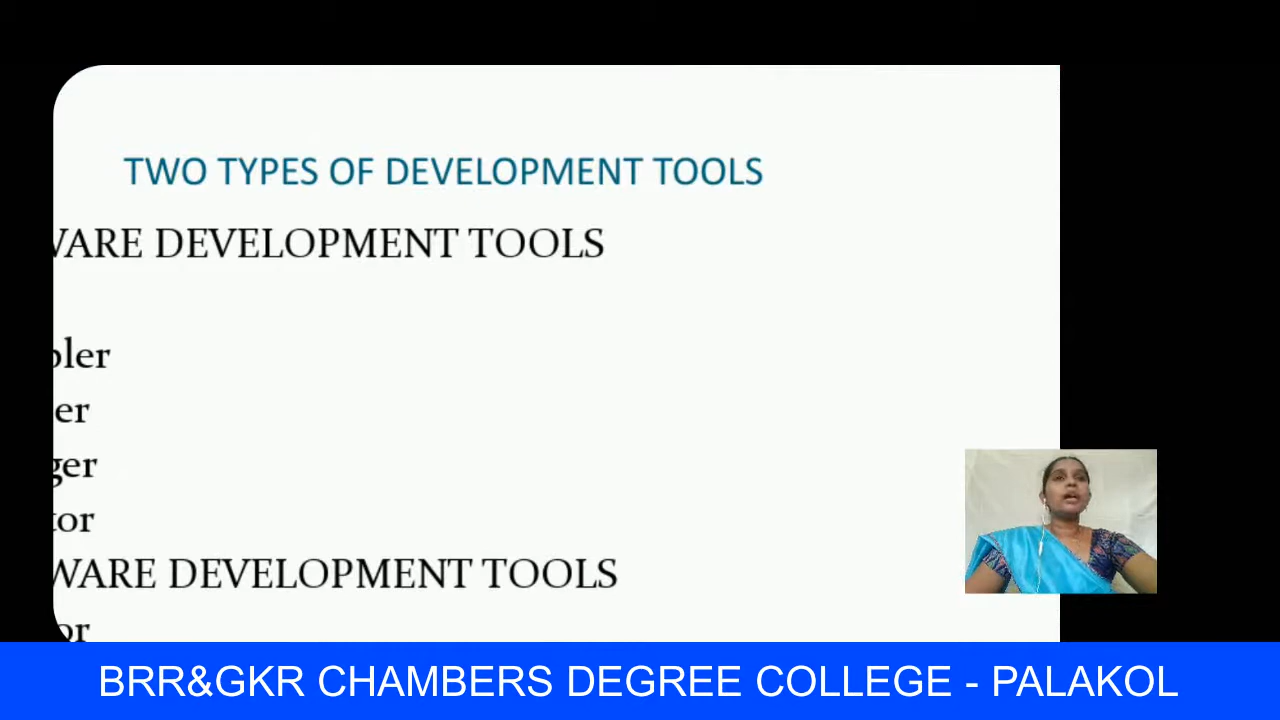 TWO TYPES OF DEVELOPMENT TOOLS
WARE DEVELOPMENT TOOLS
bler
er
ger
tor
WARE DEVELOPMENT TOOLS
or
BRR&GKR CHAMBERS DEGREE COLLEGE - PALAKOL